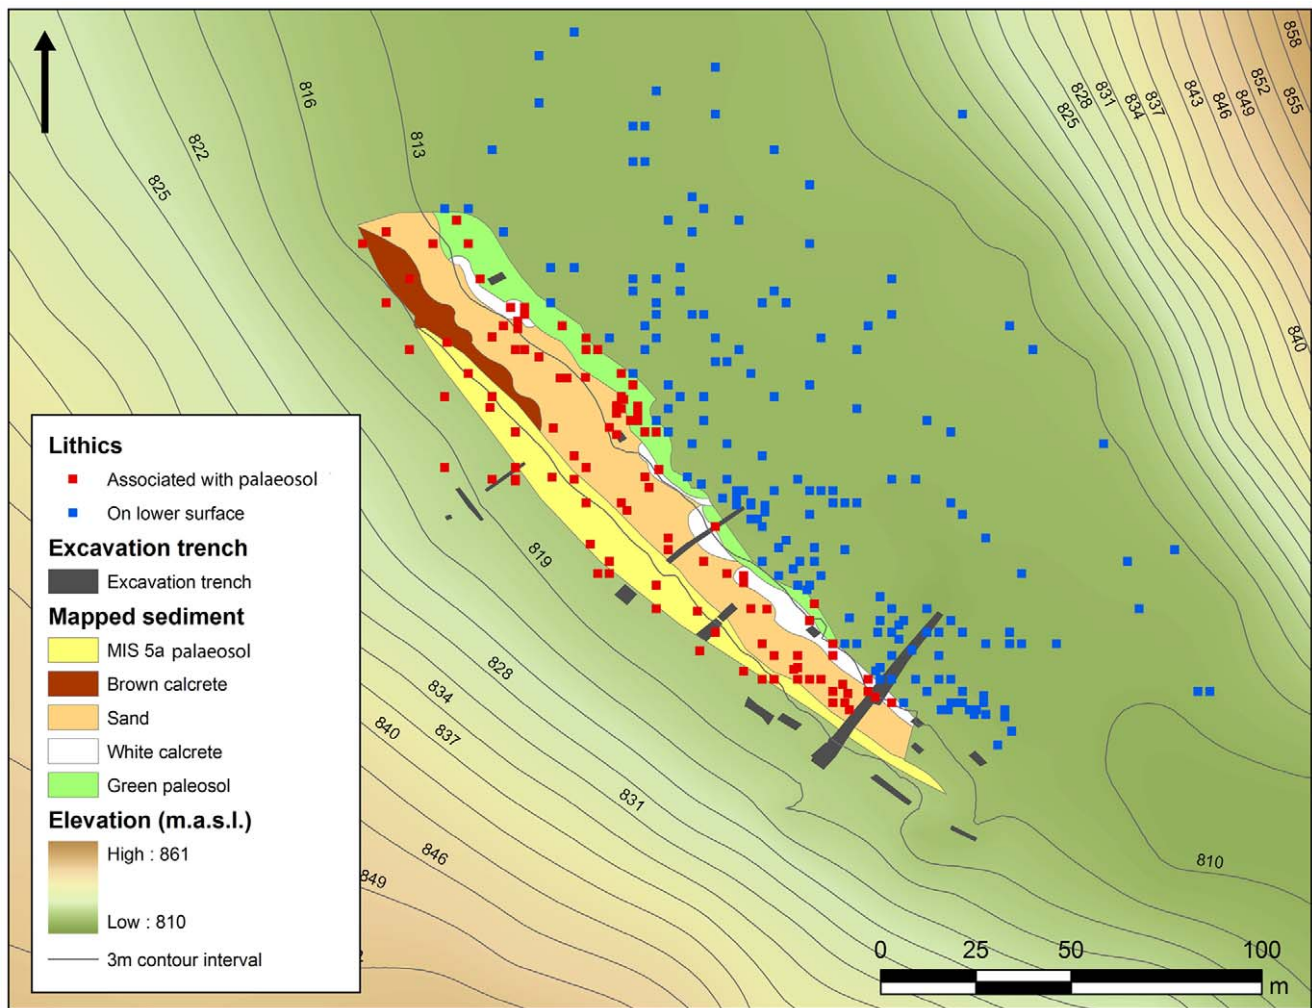 858
852
855
849
846
843
837
834
831
828
825
816
813
822
825
840
Lithics
Associated with palaeosol
On lower surface
Excavation trench
Excavation trench
Mapped sediment
MIS 5a palaeosol
Brown calcrete
Sand
White calcrete
Green paleosol
Elevation (m.a.s.l.)
High : 861
Low : 810
3m contour interval
819
828
834
840
837
831
846
849
810
0 25 50 100
m